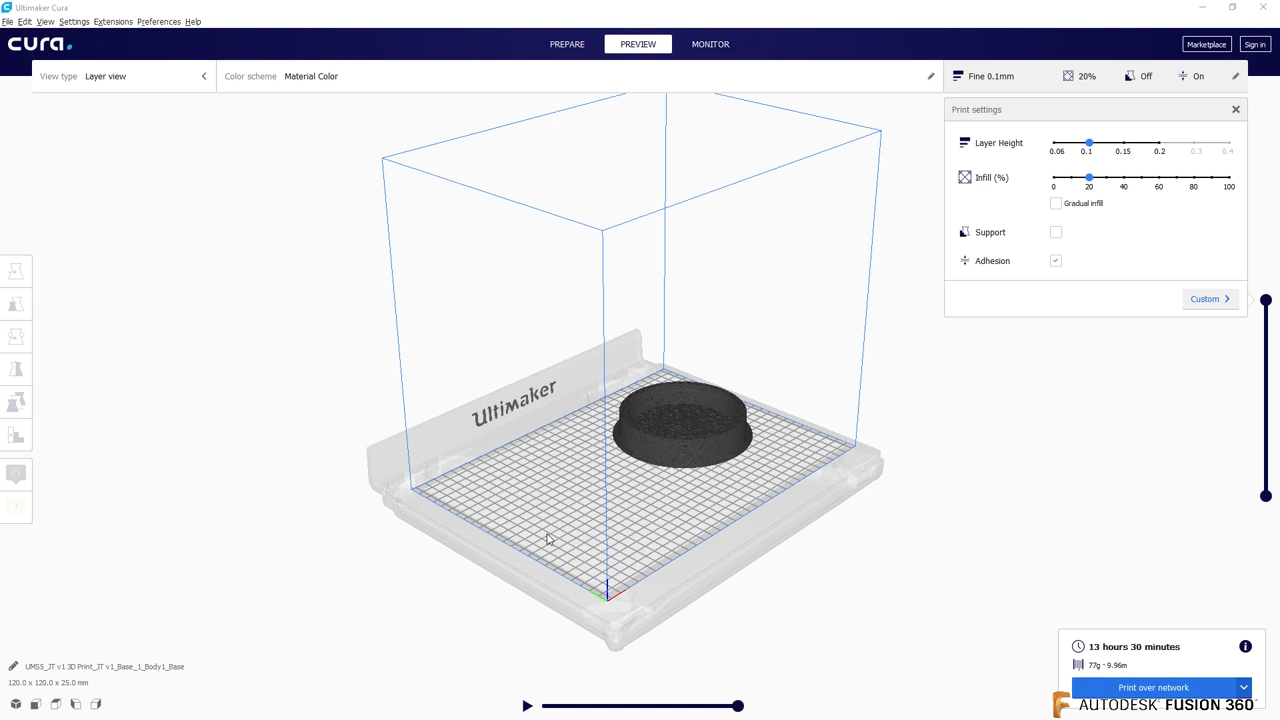 Ultimaker Cura
File Edit View Settings Extensions Preferences Help
cura. PREPARE PREVIEW MONITOR Marketplace Sign in
View type Layer view Color scheme Material Color Fine 0.1mm 20% Off On
Print settings
Layer Height
0.06 0.1 0.15 0.2 0.3 0.4
Infill (%)
0 20 40 60 80 100
Gradual infill
Support
Adhesion
Custom
Ultimaker
13 hours 30 minutes
77g · 9.96m
Print over network
UMS5_JT v1 3D Print_JT v1_Base_1_Body1_Base
120.0 x 120.0 x 25.0 mm
AUTODESK® FUSION 360™